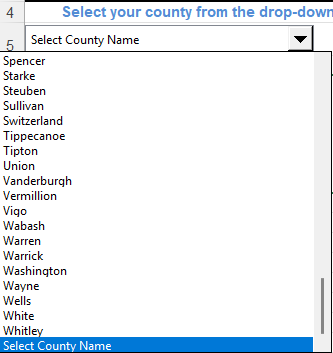 4
Select your county from the drop-down
5
Select County Name
Spencer
Starke
Steuben
Sullivan
Switzerland
Tippecanoe
Tipton
Union
Vanderburgh
Vermillion
Vigo
Wabash
Warren
Warrick
Washington
Wayne
Wells
White
Whitley
Select County Name